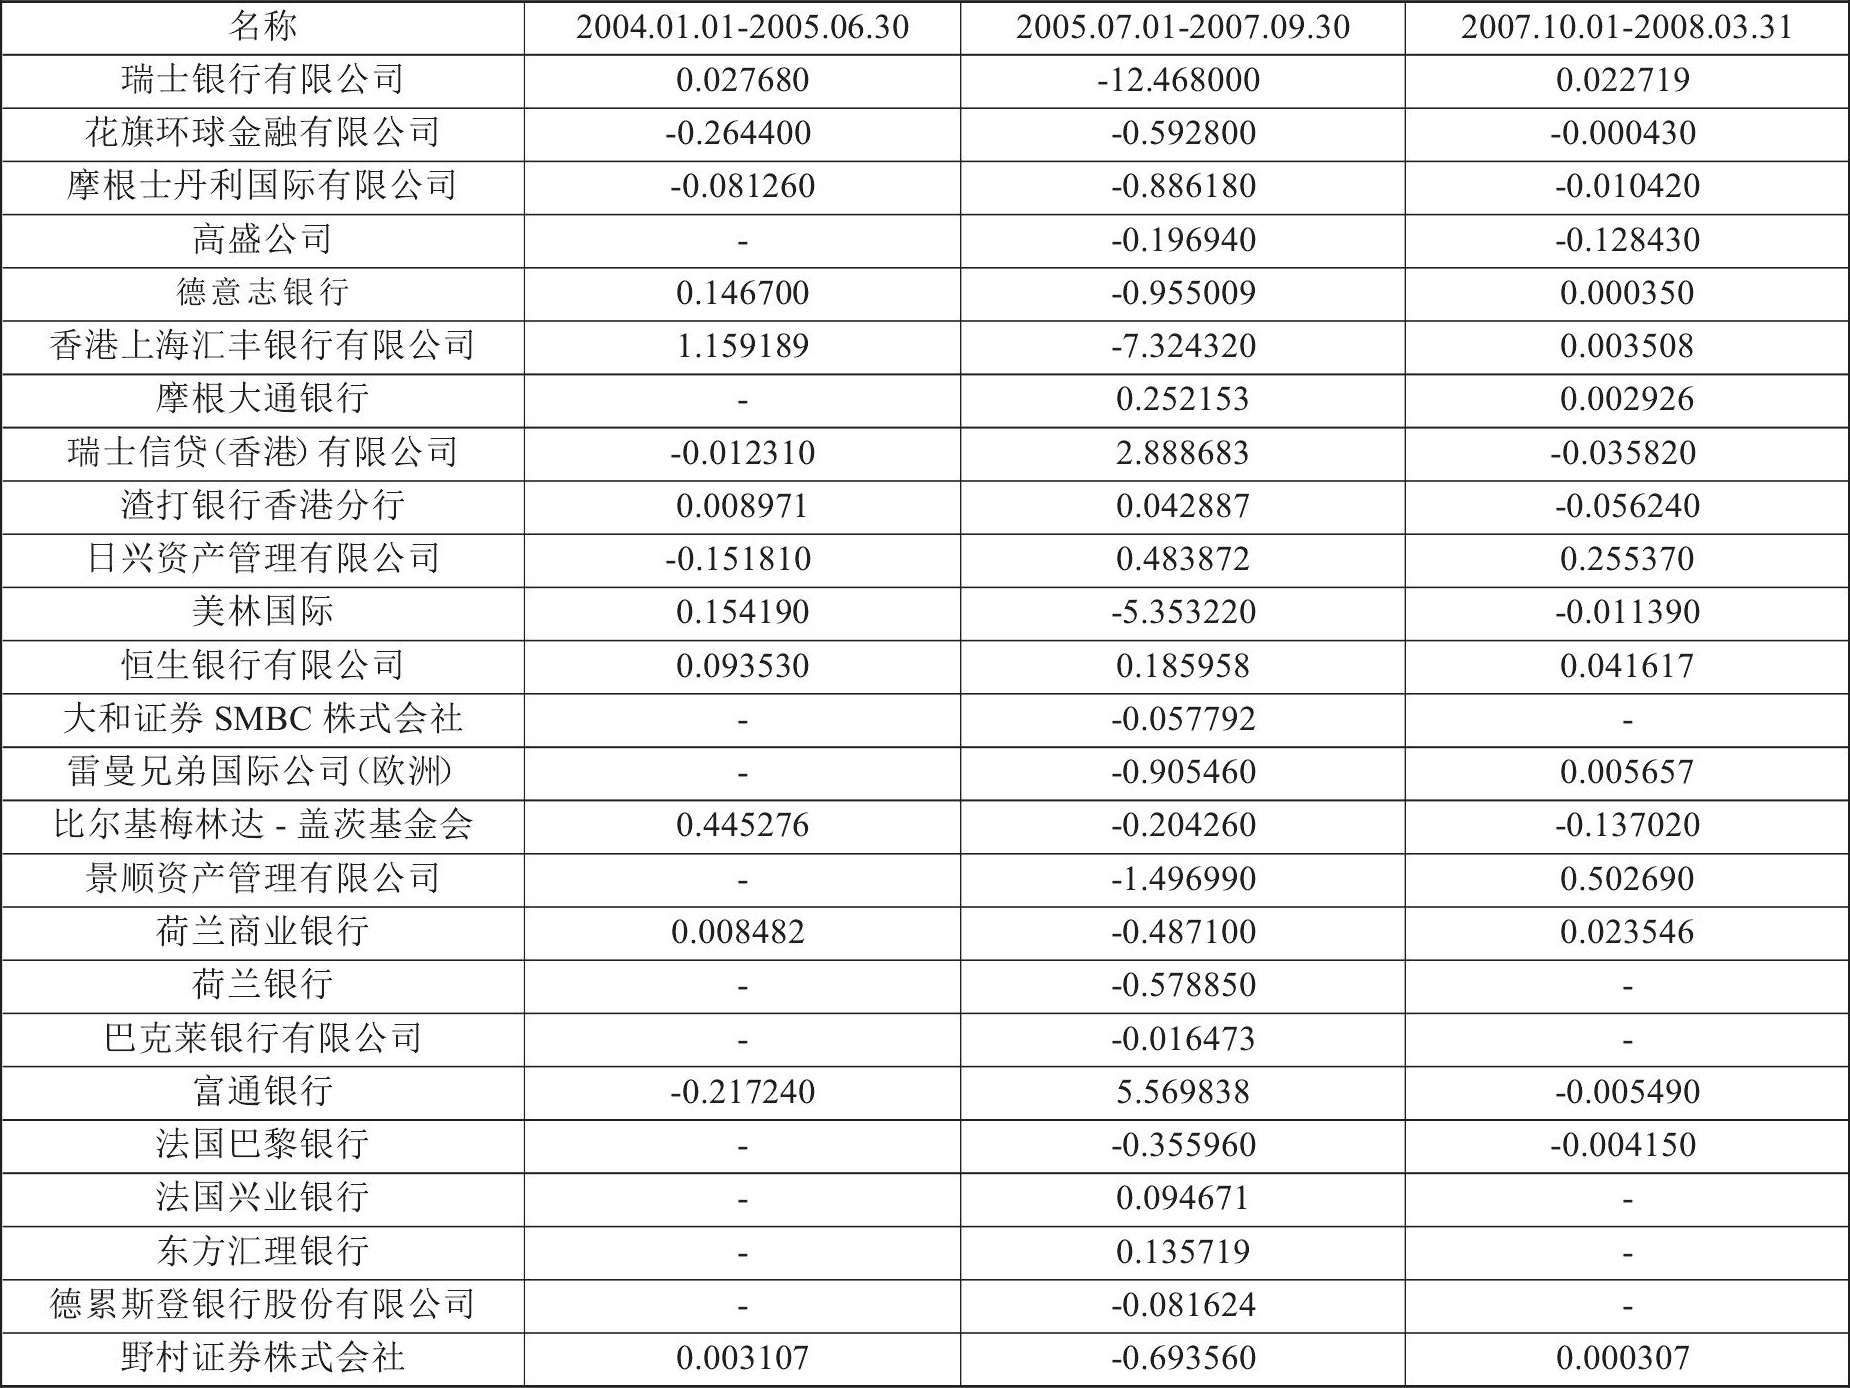 名称 2004.01.01-2005.06.30 2005.07.01-2007.09.30 2007.10.01-2008.03.31
瑞士银行有限公司 0.027680 -12.468000 0.022719
花旗环球金融有限公司 -0.264400 -0.592800 -0.000430
摩根士丹利国际有限公司 -0.081260 -0.886180 -0.010420
高盛公司 - -0.196940 -0.128430
德意志银行 0.146700 -0.955009 0.000350
香港上海汇丰银行有限公司 1.159189 -7.324320 0.003508
摩根大通银行 - 0.252153 0.002926
瑞士信贷(香港)有限公司 -0.012310 2.888683 -0.035820
渣打银行香港分行 0.008971 0.042887 -0.056240
日兴资产管理有限公司 -0.151810 0.483872 0.255370
美林国际 0.154190 -5.353220 -0.011390
恒生银行有限公司 0.093530 0.185958 0.041617
大和证券 SMBC 株式会社 - -0.057792 -
雷曼兄弟国际公司(欧洲) - -0.905460 0.005657
比尔基梅林达 - 盖茨基金会 0.445276 -0.204260 -0.137020
景顺资产管理有限公司 - -1.496990 0.502690
荷兰商业银行 0.008482 -0.487100 0.023546
荷兰银行 - -0.578850 -
巴克莱银行有限公司 - -0.016473 -
富通银行 -0.217240 5.569838 -0.005490
法国巴黎银行 - -0.355960 -0.004150
法国兴业银行 - 0.094671 -
东方汇理银行 - 0.135719 -
德累斯登银行股份有限公司 - -0.081624 -
野村证券株式会社 0.003107 -0.693560 0.000307